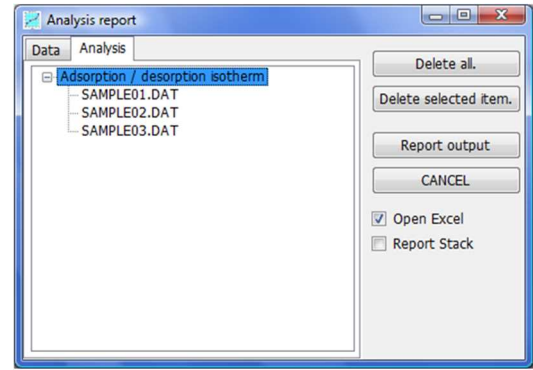 Analysis report
Data Analysis
Adsorption / desorption isotherm
SAMPLE01.DAT
SAMPLE02.DAT
SAMPLE03.DAT
Delete all.
Delete selected item.
Report output
CANCEL
Open Excel
Report Stack